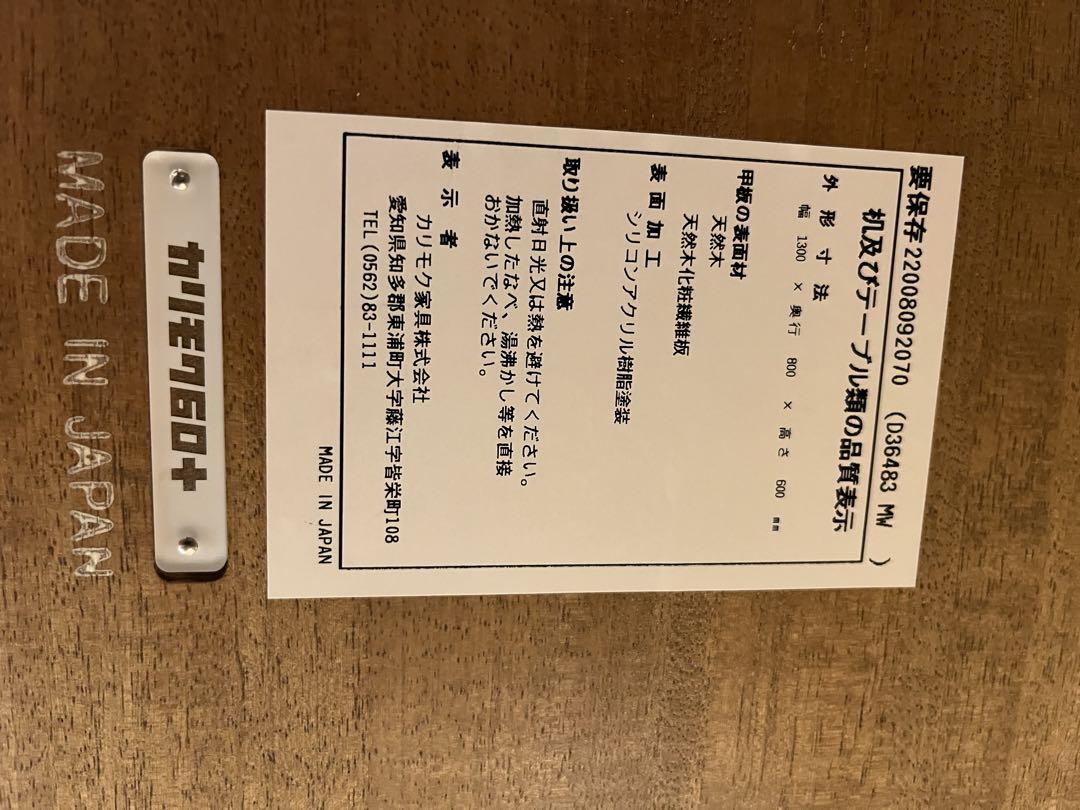 要保存 2200809207​0 (D36483 MW )
机及びテーブル類の品質表示
外形寸法
幅 1300 × 奥行 800 × 高さ 600 mm
甲板の表面材
天然木
天然木化粧繊維板
表面加工
シリコンアクリル樹脂塗装
取り扱い上の注意
直射日光又は熱を避けてください。
加熱したなべ、湯沸かし等を直接
おかないでください。
表示者
カリモク家具株式会社
愛知県知多郡東浦町大字藤江字皆栄町108
TEL(0562)83-1111
MADE IN JAPAN
カリモク60+
MADE IN JAPAN